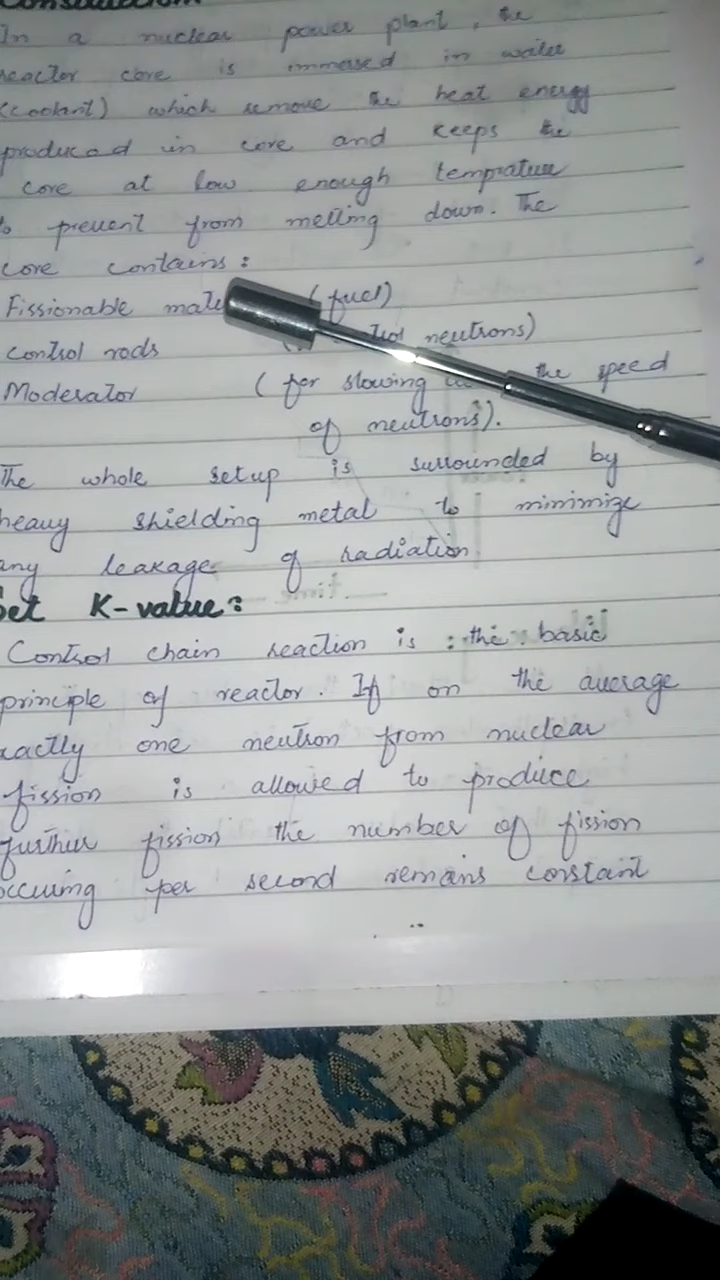 Construction
In a nuclear power plant, the
reactor core is immersed in water
(coolant) which remove the heat energy
produced in core and keeps the
core at low enough temprature
to prevent from melting down. The
core contains:
Fissionable mate (fuel)
Control rods neutrons)
Moderator (for slowing the speed
of neutrons).
The whole setup is surrounded by
heavy shielding metal to minimize
any leakage of radiation
Set K-value:
Control chain reaction is the basic
principle of reactor. If on the average
xactly one neutron from nuclear
fission is allowed to produce
further fission the number of fission
occuring per second remains constant